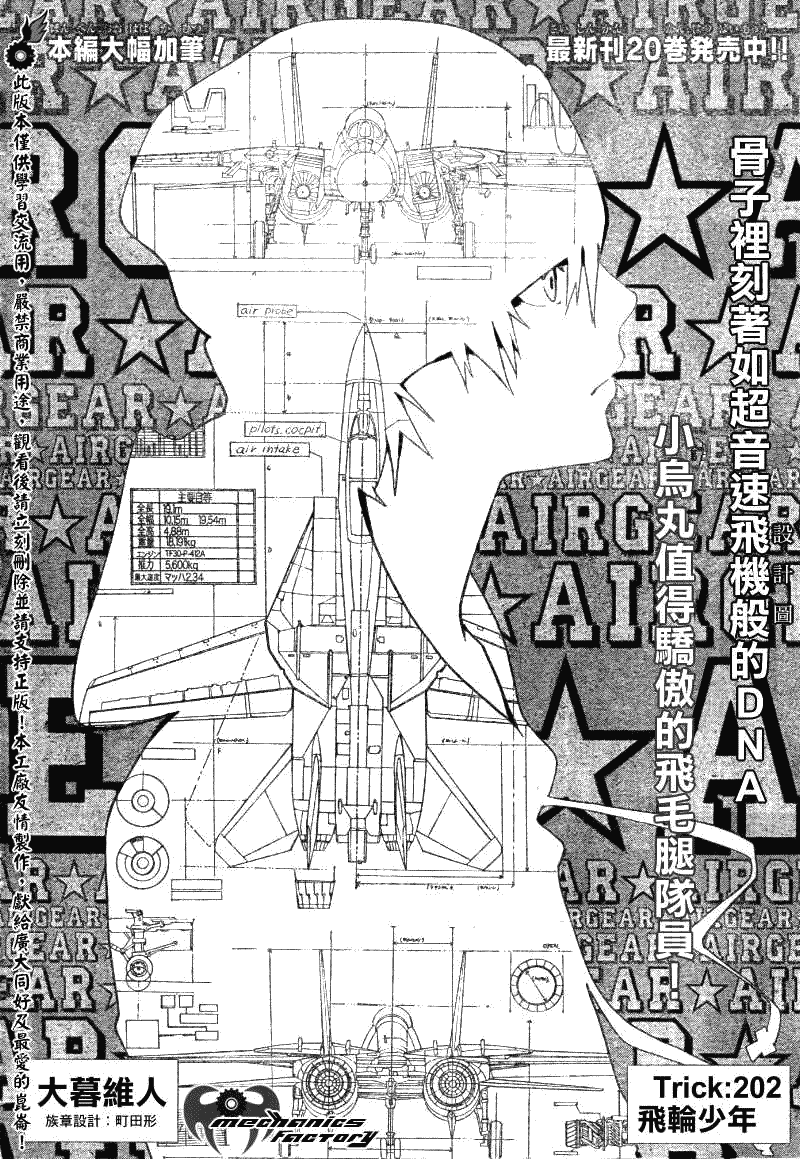 本編大幅加筆!
最新刊20巻発売中!!
骨子裡刻著如超音速飛機般的DNA
設計圖
小烏丸值得驕傲的飛毛腿隊員!
此版本僅供學習交流用,嚴禁商業用途,觀看後請立刻刪除並請支持正版!本工廠友情製作,獻給廣大同好及最愛的崑崙!
AIR★GEAR
air probe
pilots. cocpit
air intake
主要目等
全長 19.1m
全幅 10.15m 19.54m
全高 4.88m
重量 18,191kg
エンジン TF30-P-412A
推力 5,600kg
最大速度 マッハ2.34
大暮維人
族章設計:町田形
mechanics
factory
Trick:202
飛輪少年